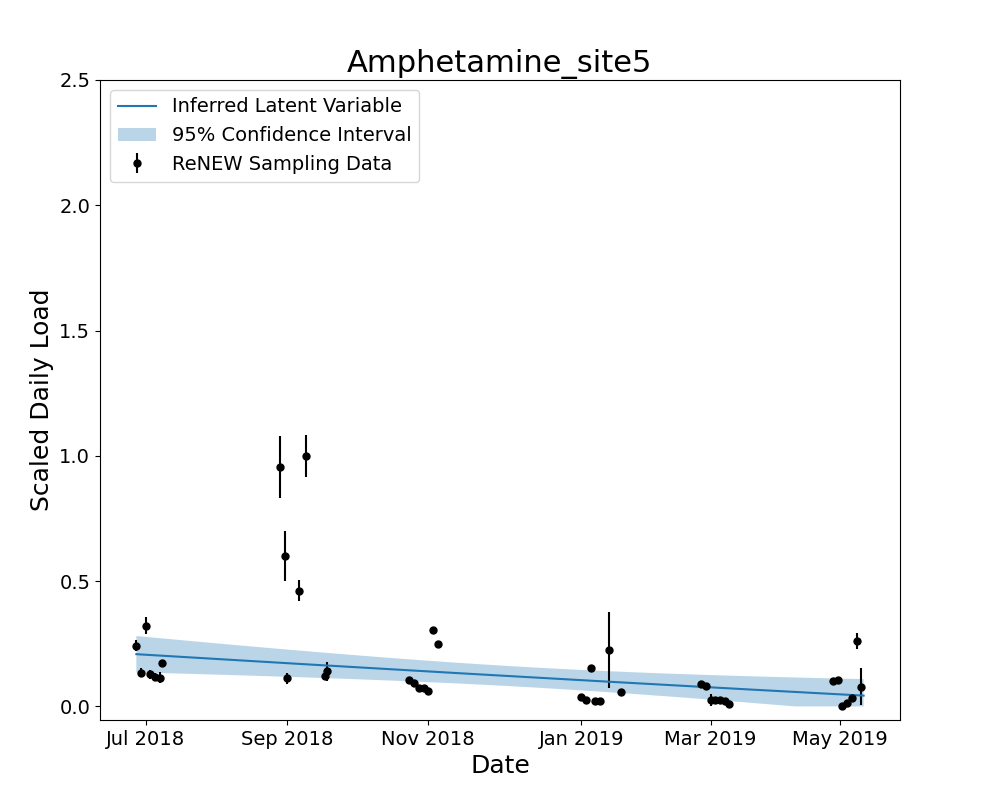 Amphetamine_site5
2.5
2.0
1.5
1.0
0.5
0.0
Scaled Daily Load
Inferred Latent Variable
95% Confidence Interval
ReNEW Sampling Data
Jul 2018
Sep 2018
Nov 2018
Jan 2019
Mar 2019
May 2019
Date